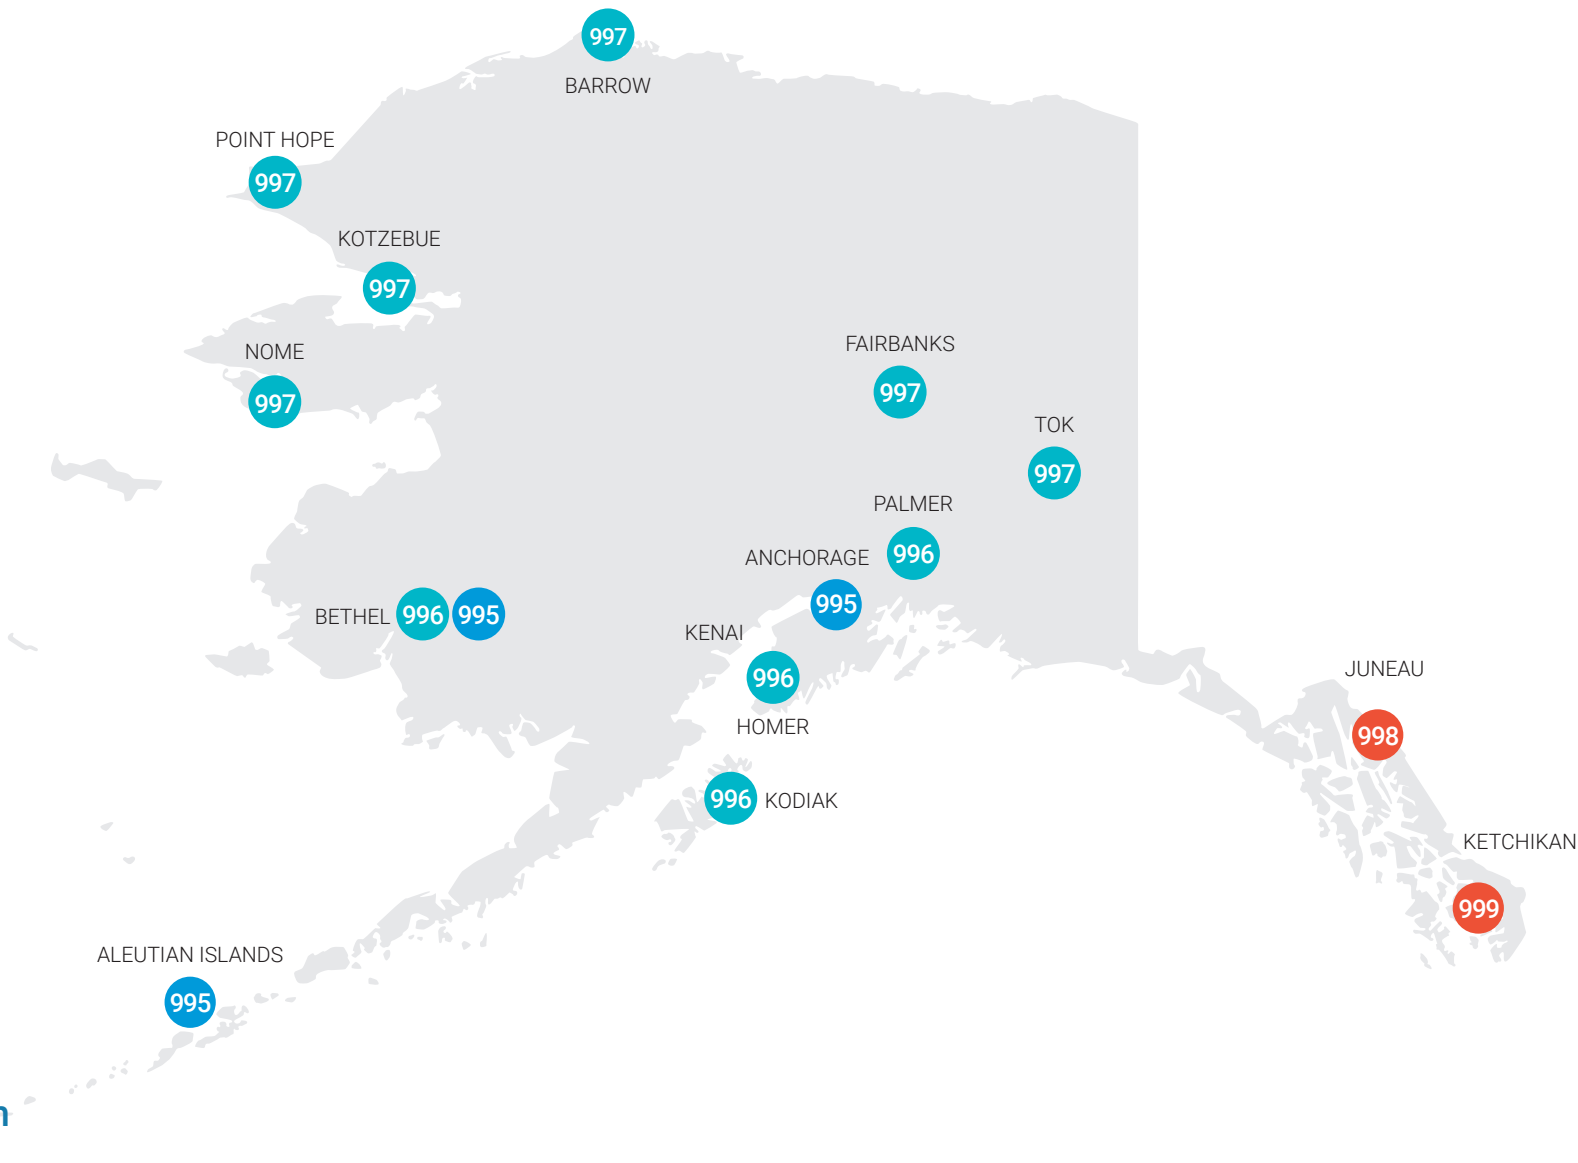 997
BARROW
POINT HOPE
997
KOTZEBUE
997
NOME
997
FAIRBANKS
997
TOK
997
PALMER
996
ANCHORAGE
995
BETHEL 996 995
KENAI
996
HOMER
996 KODIAK
JUNEAU
998
KETCHIKAN
999
ALEUTIAN ISLANDS
995
n